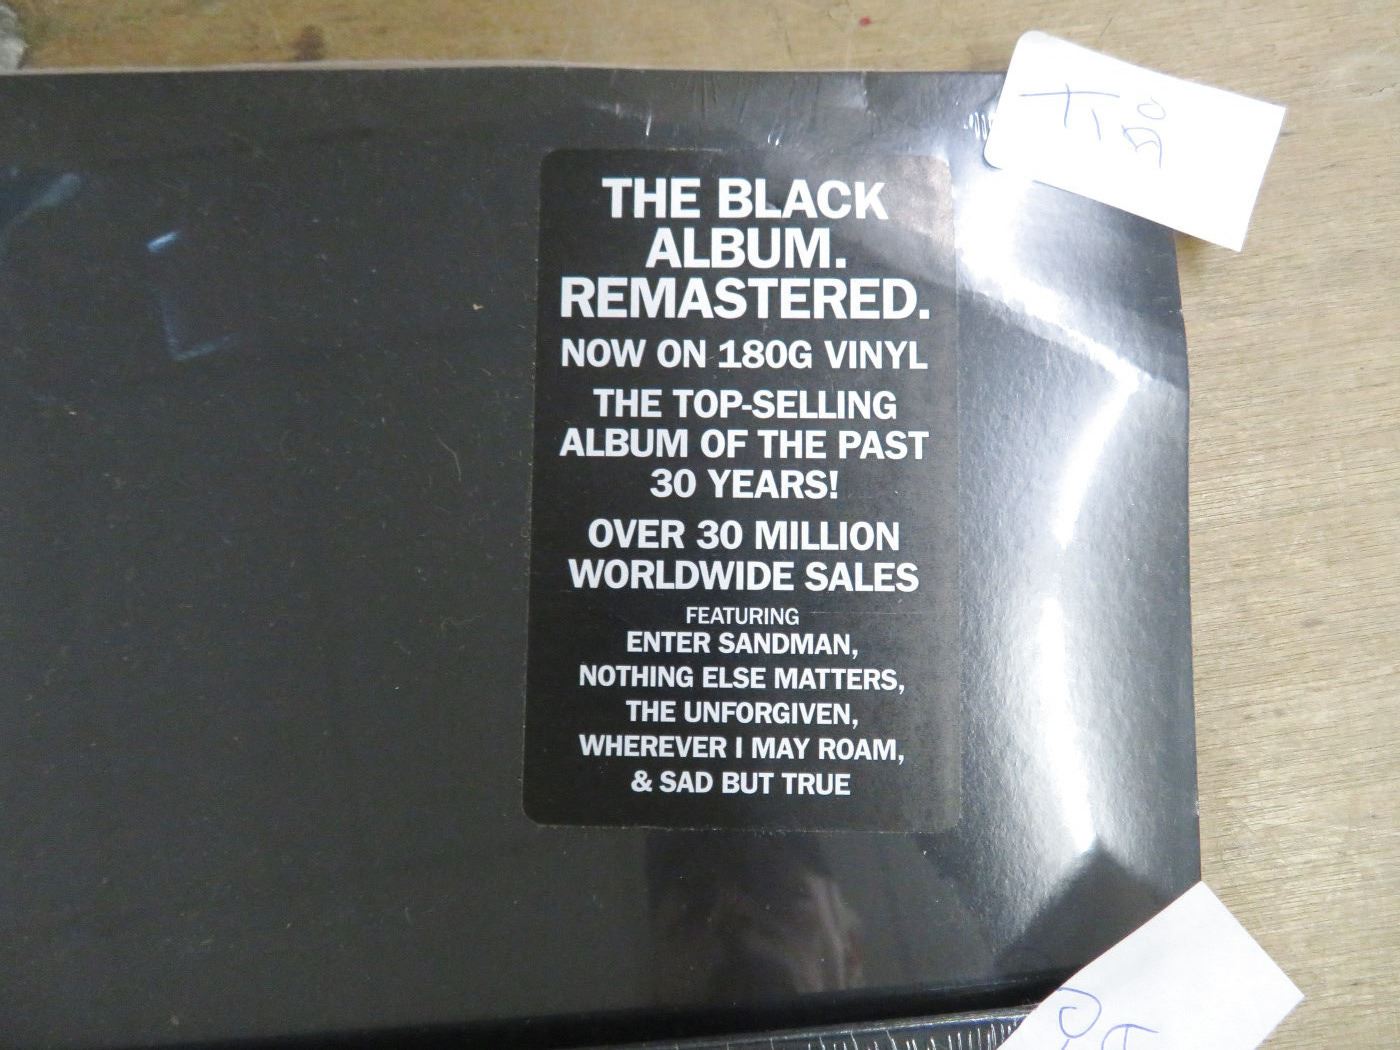 THE BLACK
ALBUM.
REMASTERED.
NOW ON 180G VINYL
THE TOP-SELLING
ALBUM OF THE PAST
30 YEARS!
OVER 30 MILLION
WORLDWIDE SALES
FEATURING
ENTER SANDMAN,
NOTHING ELSE MATTERS,
THE UNFORGIVEN,
WHEREVER I MAY ROAM,
& SAD BUT TRUE